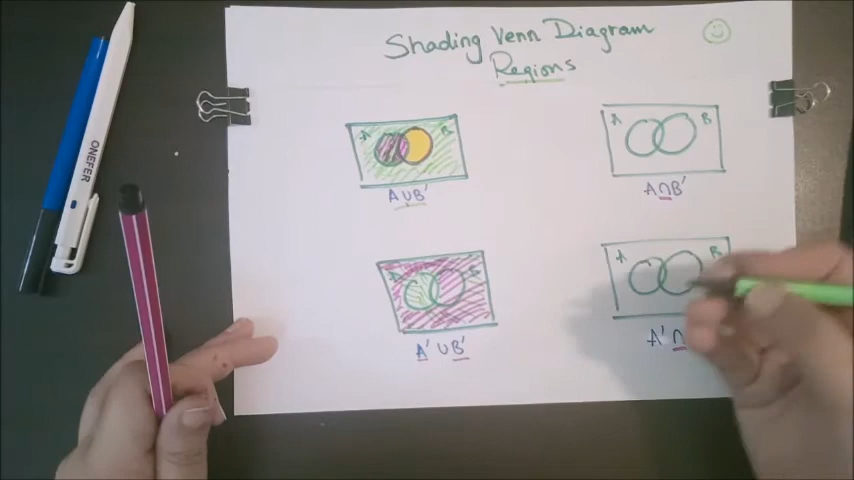 Shading Venn Diagram
Regions
A B
A B
A∪B'
A∩B'
A B
A B
A'∪B'
A'∩
ONEFER